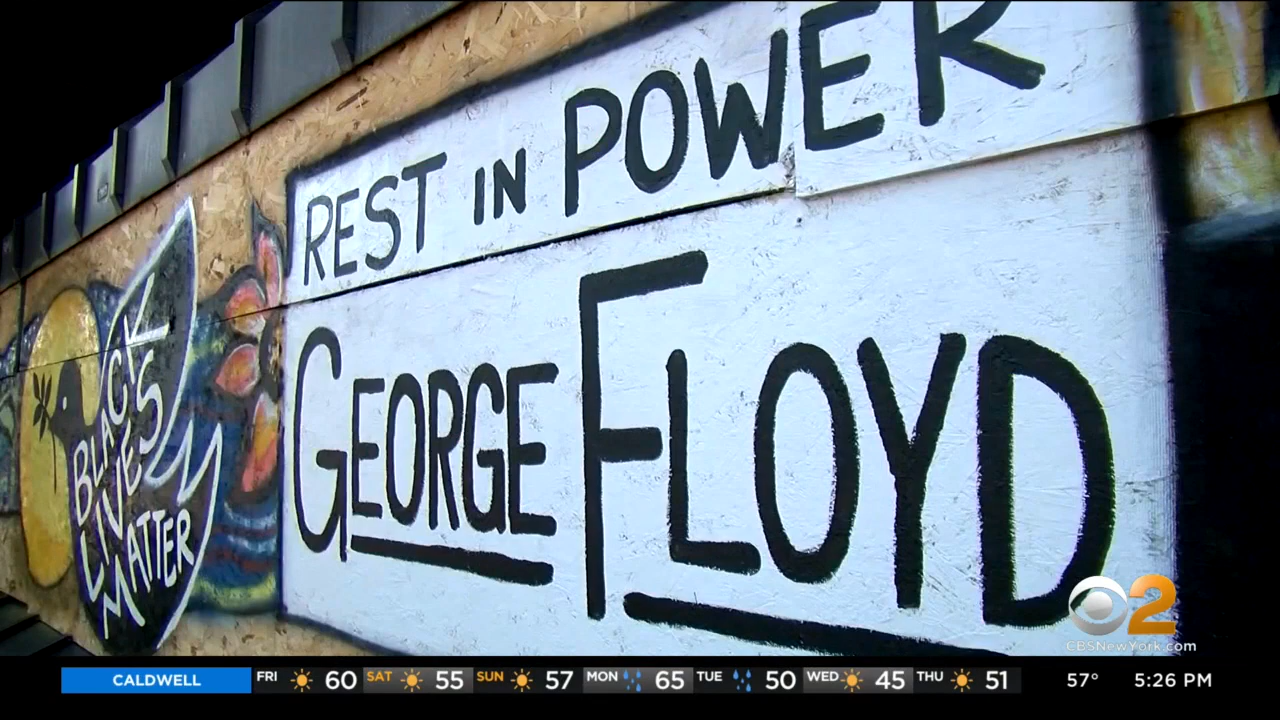 REST IN POWER
GEORGE FLOYD
BLACK
LIVES
MATTER
2
CBSNewYork.com
CALDWELL FRI 60 SAT 55 SUN 57 MON 65 TUE 50 WED 45 THU 51 57° 5:26 PM